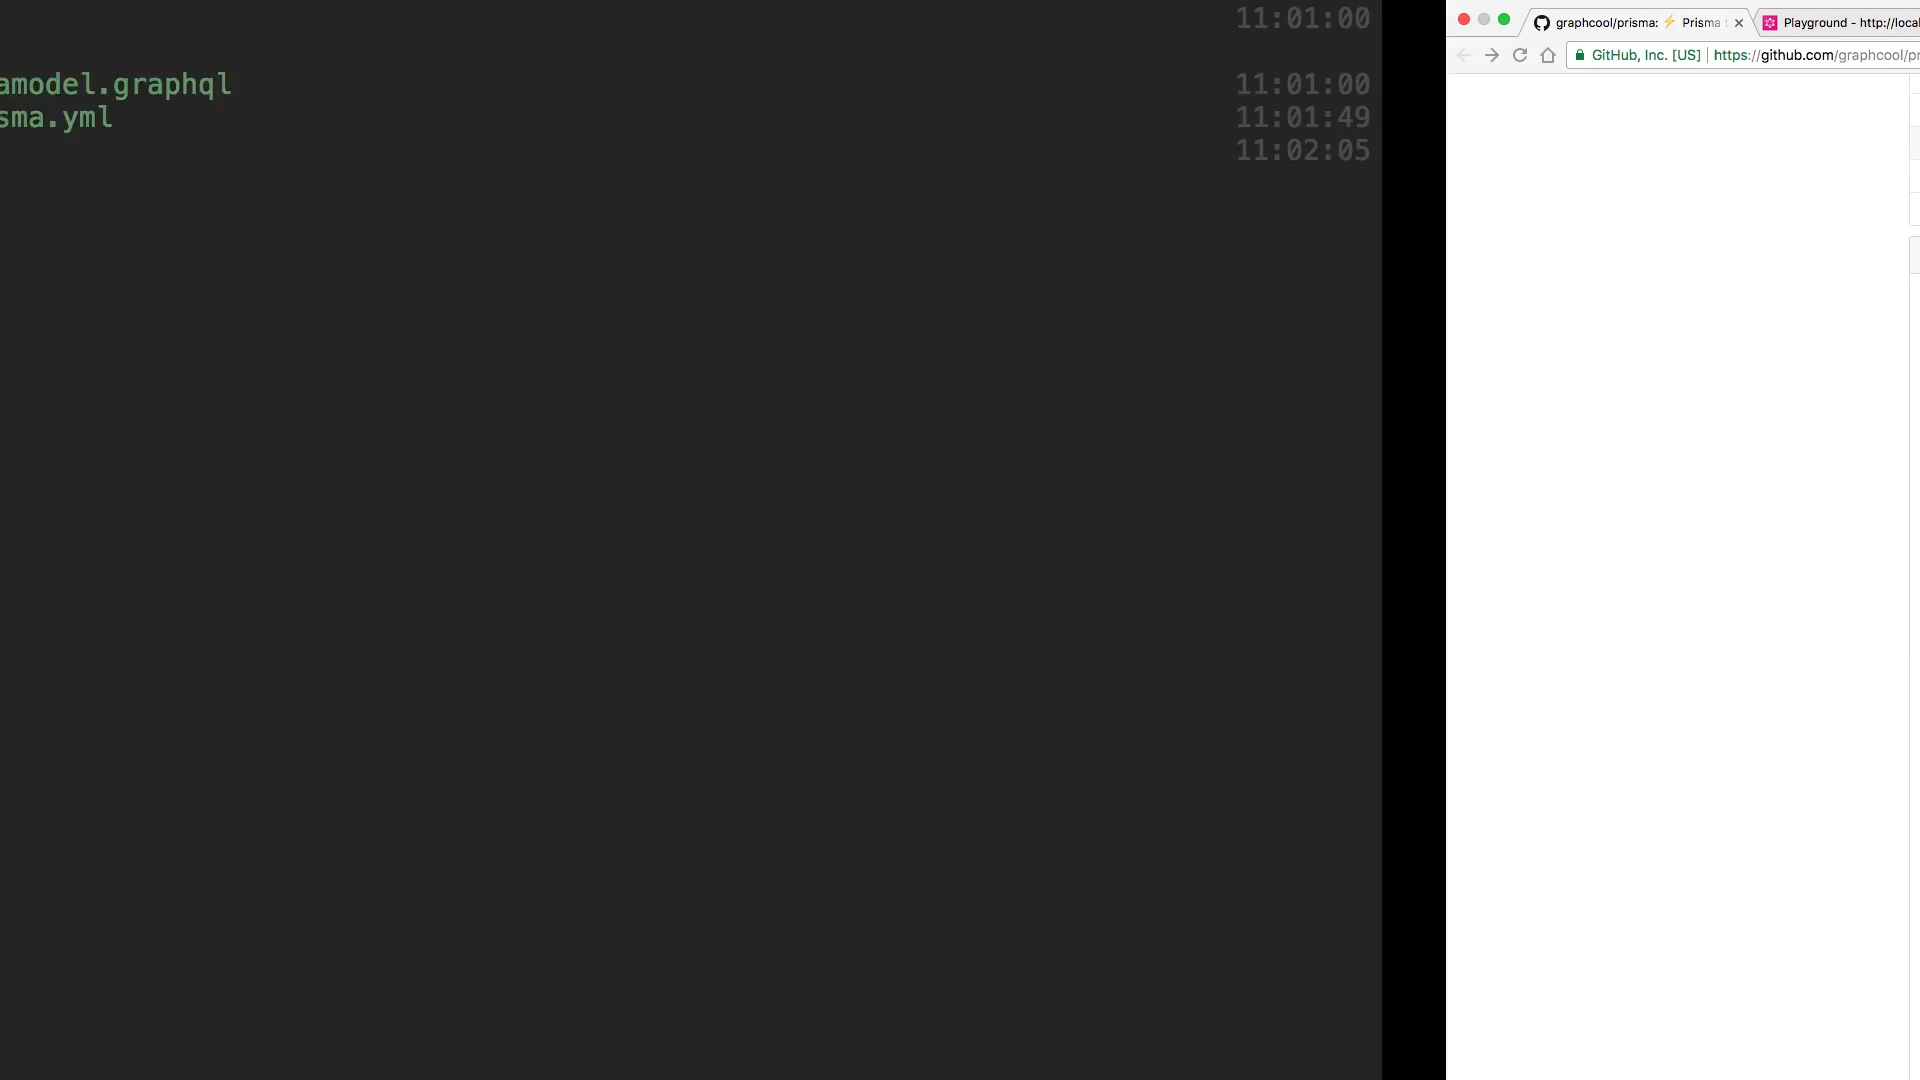 11:01:00
amodel.graphql 11:01:00
sma.yml 11:01:49
11:02:05
graphcool/prisma: ⚡ Prisma
Playground - http://local
GitHub, Inc. [US] https://github.com/graphcool/pr